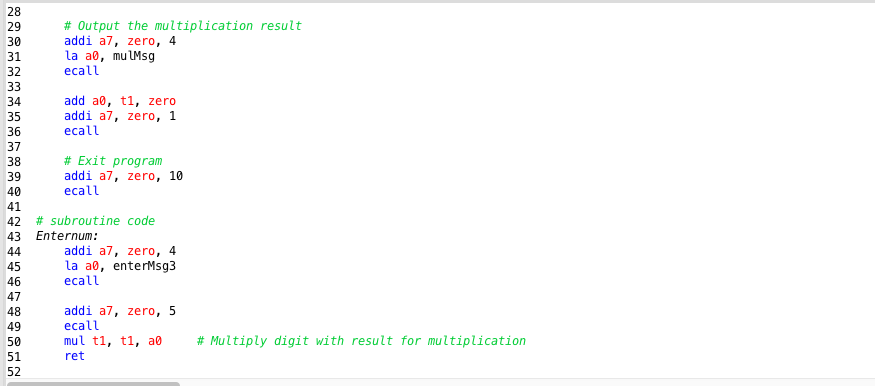 28
29 # Output the multiplication result
30 addi a7, zero, 4
31 la a0, mulMsg
32 ecall
33
34 add a0, t1, zero
35 addi a7, zero, 1
36 ecall
37
38 # Exit program
39 addi a7, zero, 10
40 ecall
41
42 # subroutine code
43 Enternum:
44 addi a7, zero, 4
45 la a0, enterMsg3
46 ecall
47
48 addi a7, zero, 5
49 ecall
50 mul t1, t1, a0 # Multiply digit with result for multiplication
51 ret
52